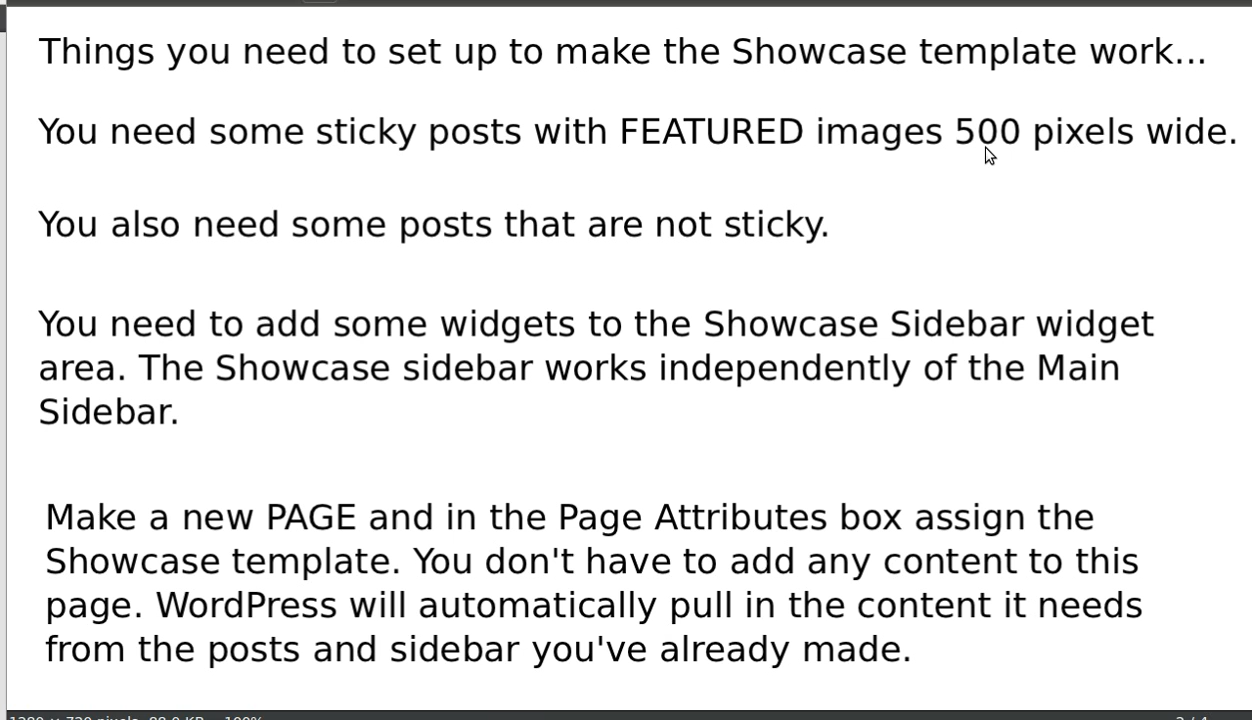 Things you need to set up to make the Showcase template work...
You need some sticky posts with FEATURED images 500 pixels wide.
You also need some posts that are not sticky.
You need to add some widgets to the Showcase Sidebar widget
area. The Showcase sidebar works independently of the Main
Sidebar.
Make a new PAGE and in the Page Attributes box assign the
Showcase template. You don't have to add any content to this
page. WordPress will automatically pull in the content it needs
from the posts and sidebar you've already made.